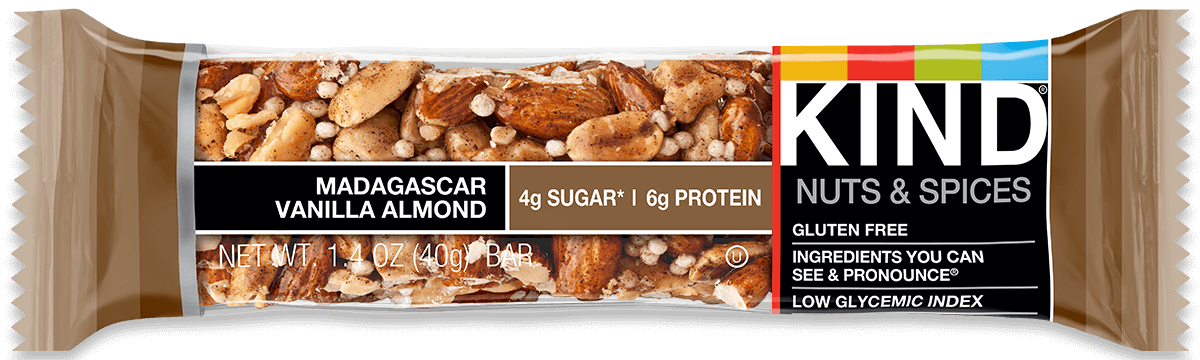 MADAGASCAR
VANILLA ALMOND
4g SUGAR* | 6g PROTEIN
NET WT. 1.4 OZ (40g) BAR
U
KIND®
NUTS & SPICES
GLUTEN FREE
INGREDIENTS YOU CAN
SEE & PRONOUNCE®
LOW GLYCEMIC INDEX